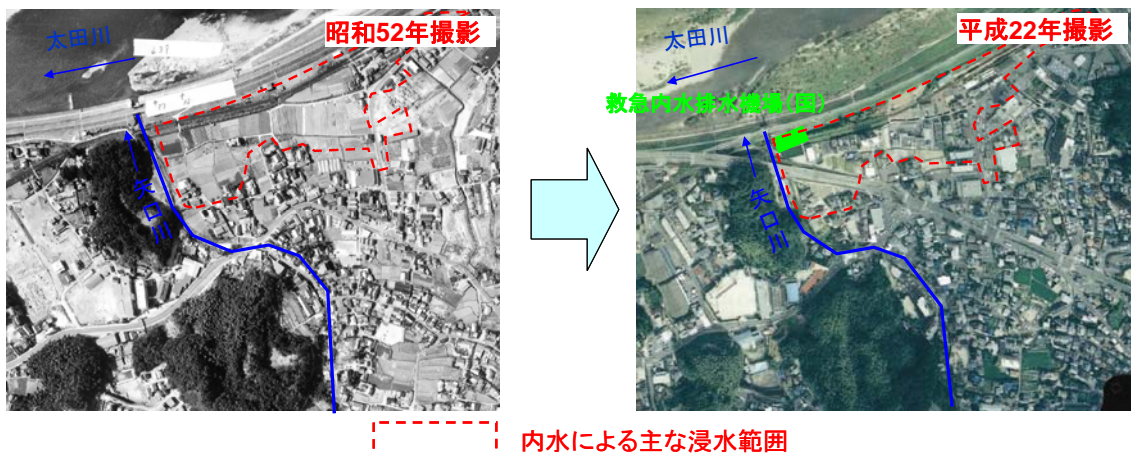 昭和52年撮影
太田川
矢口川
平成22年撮影
太田川
救急内水排水機場(国)
矢口川
内水による主な浸水範囲